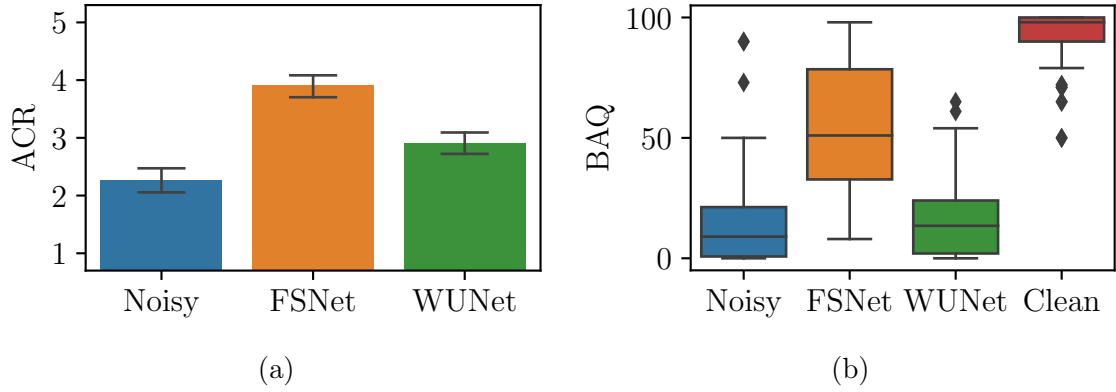 ACR
5
4
3
2
1
Noisy FSNet WUNet
(a)
BAQ
100
50
0
Noisy FSNet WUNet Clean
(b)